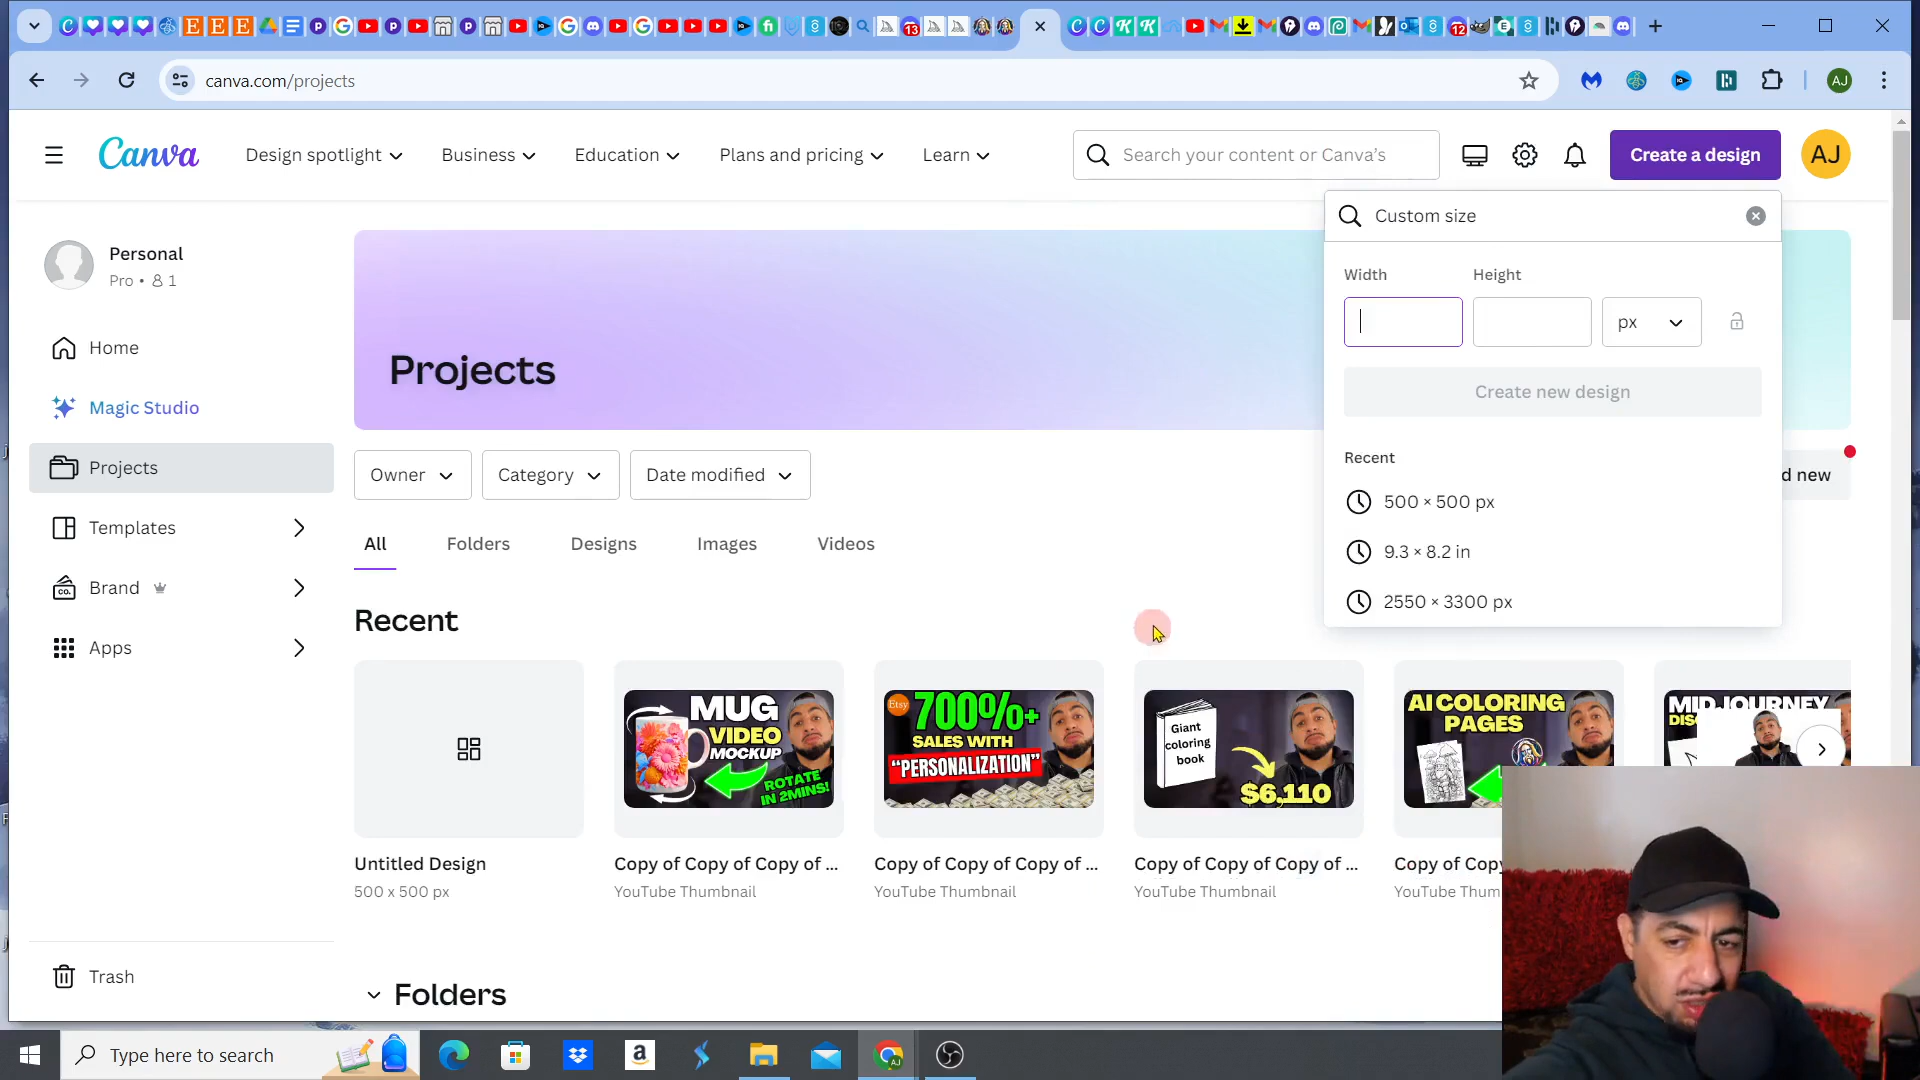 13
12
canva.com/projects
AJ
Canva
Design spotlight
Business
Education
Plans and pricing
Learn
Search your content or Canva's
Create a design
AJ
Custom size
Width
Height
px
Create new design
Recent
500 × 500 px
9.3 × 8.2 in
2550 × 3300 px
Personal
Pro • 1
Home
Magic Studio
Projects
Templates
Brand
Apps
Trash
Projects
Owner
Category
Date modified
d new
All
Folders
Designs
Images
Videos
Recent
MUG
VIDEO
MOCKUP
ROTATE
IN 2MINS!
Etsy
700%+
SALES WITH
"PERSONALIZATION"
Giant
coloring
book
$6,110
AI COLORING
PAGES
MIDJOURNEY
Untitled Design
500 x 500 px
Copy of Copy of Copy of ...
YouTube Thumbnail
Copy of Copy of Copy of ...
YouTube Thumbnail
Copy of Copy of Copy of ...
YouTube Thumbnail
Copy of Copy
YouTube Thum
Folders
Type here to search